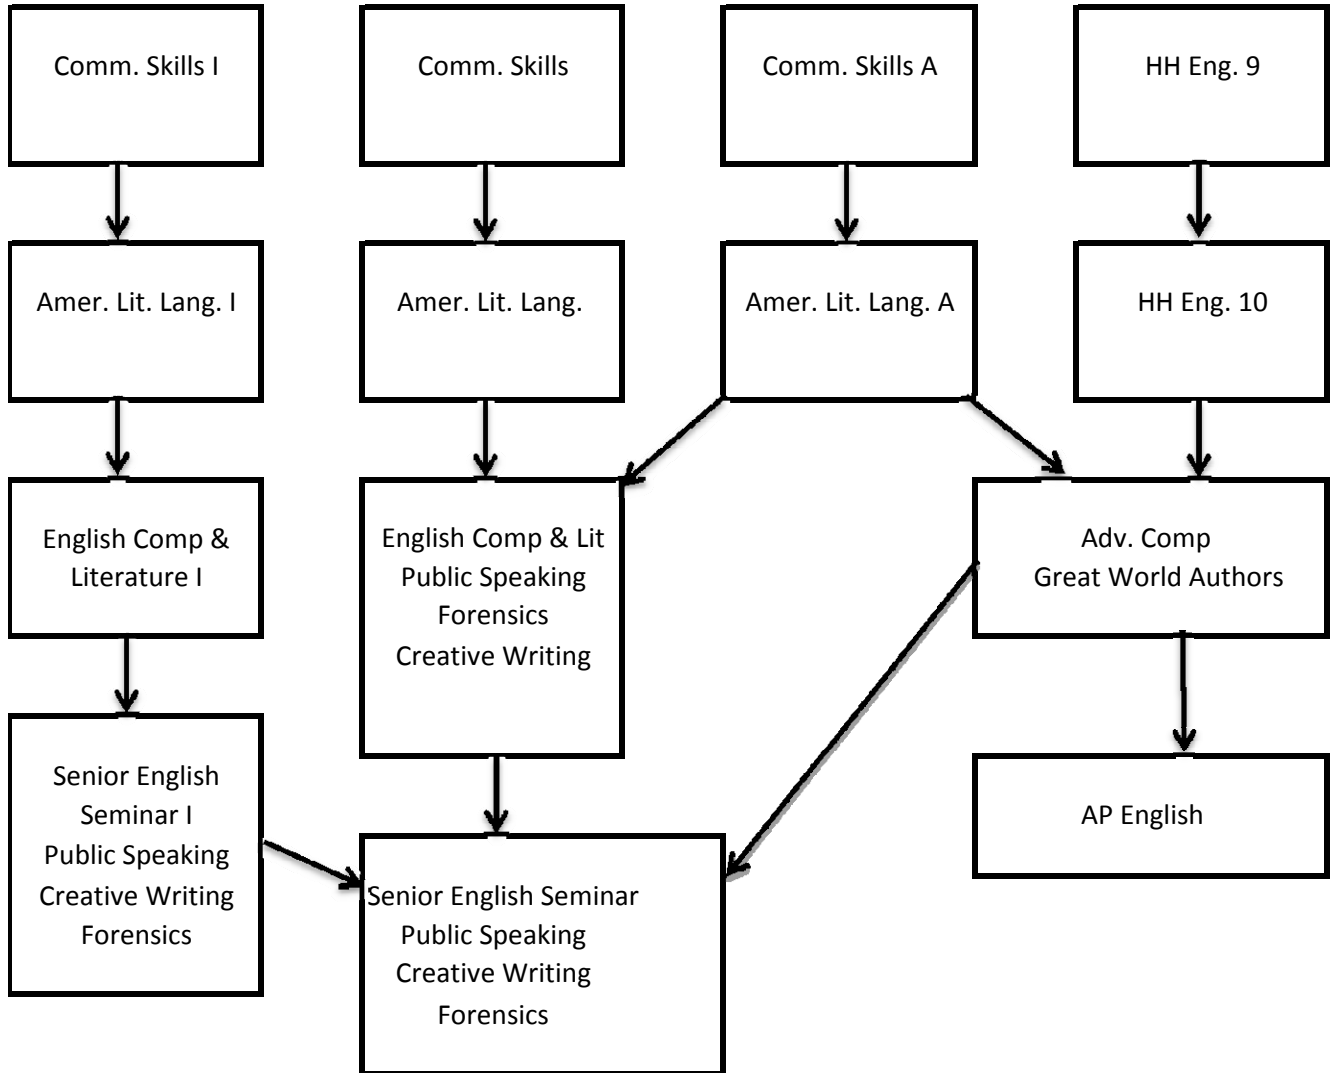 Comm. Skills I
Comm. Skills
Comm. Skills A
HH Eng. 9
Amer. Lit. Lang. I
Amer. Lit. Lang.
Amer. Lit. Lang. A
HH Eng. 10
English Comp &
Literature I
English Comp & Lit
Public Speaking
Forensics
Creative Writing
Adv. Comp
Great World Authors
Senior English
Seminar I
Public Speaking
Creative Writing
Forensics
Senior English Seminar
Public Speaking
Creative Writing
Forensics
AP English